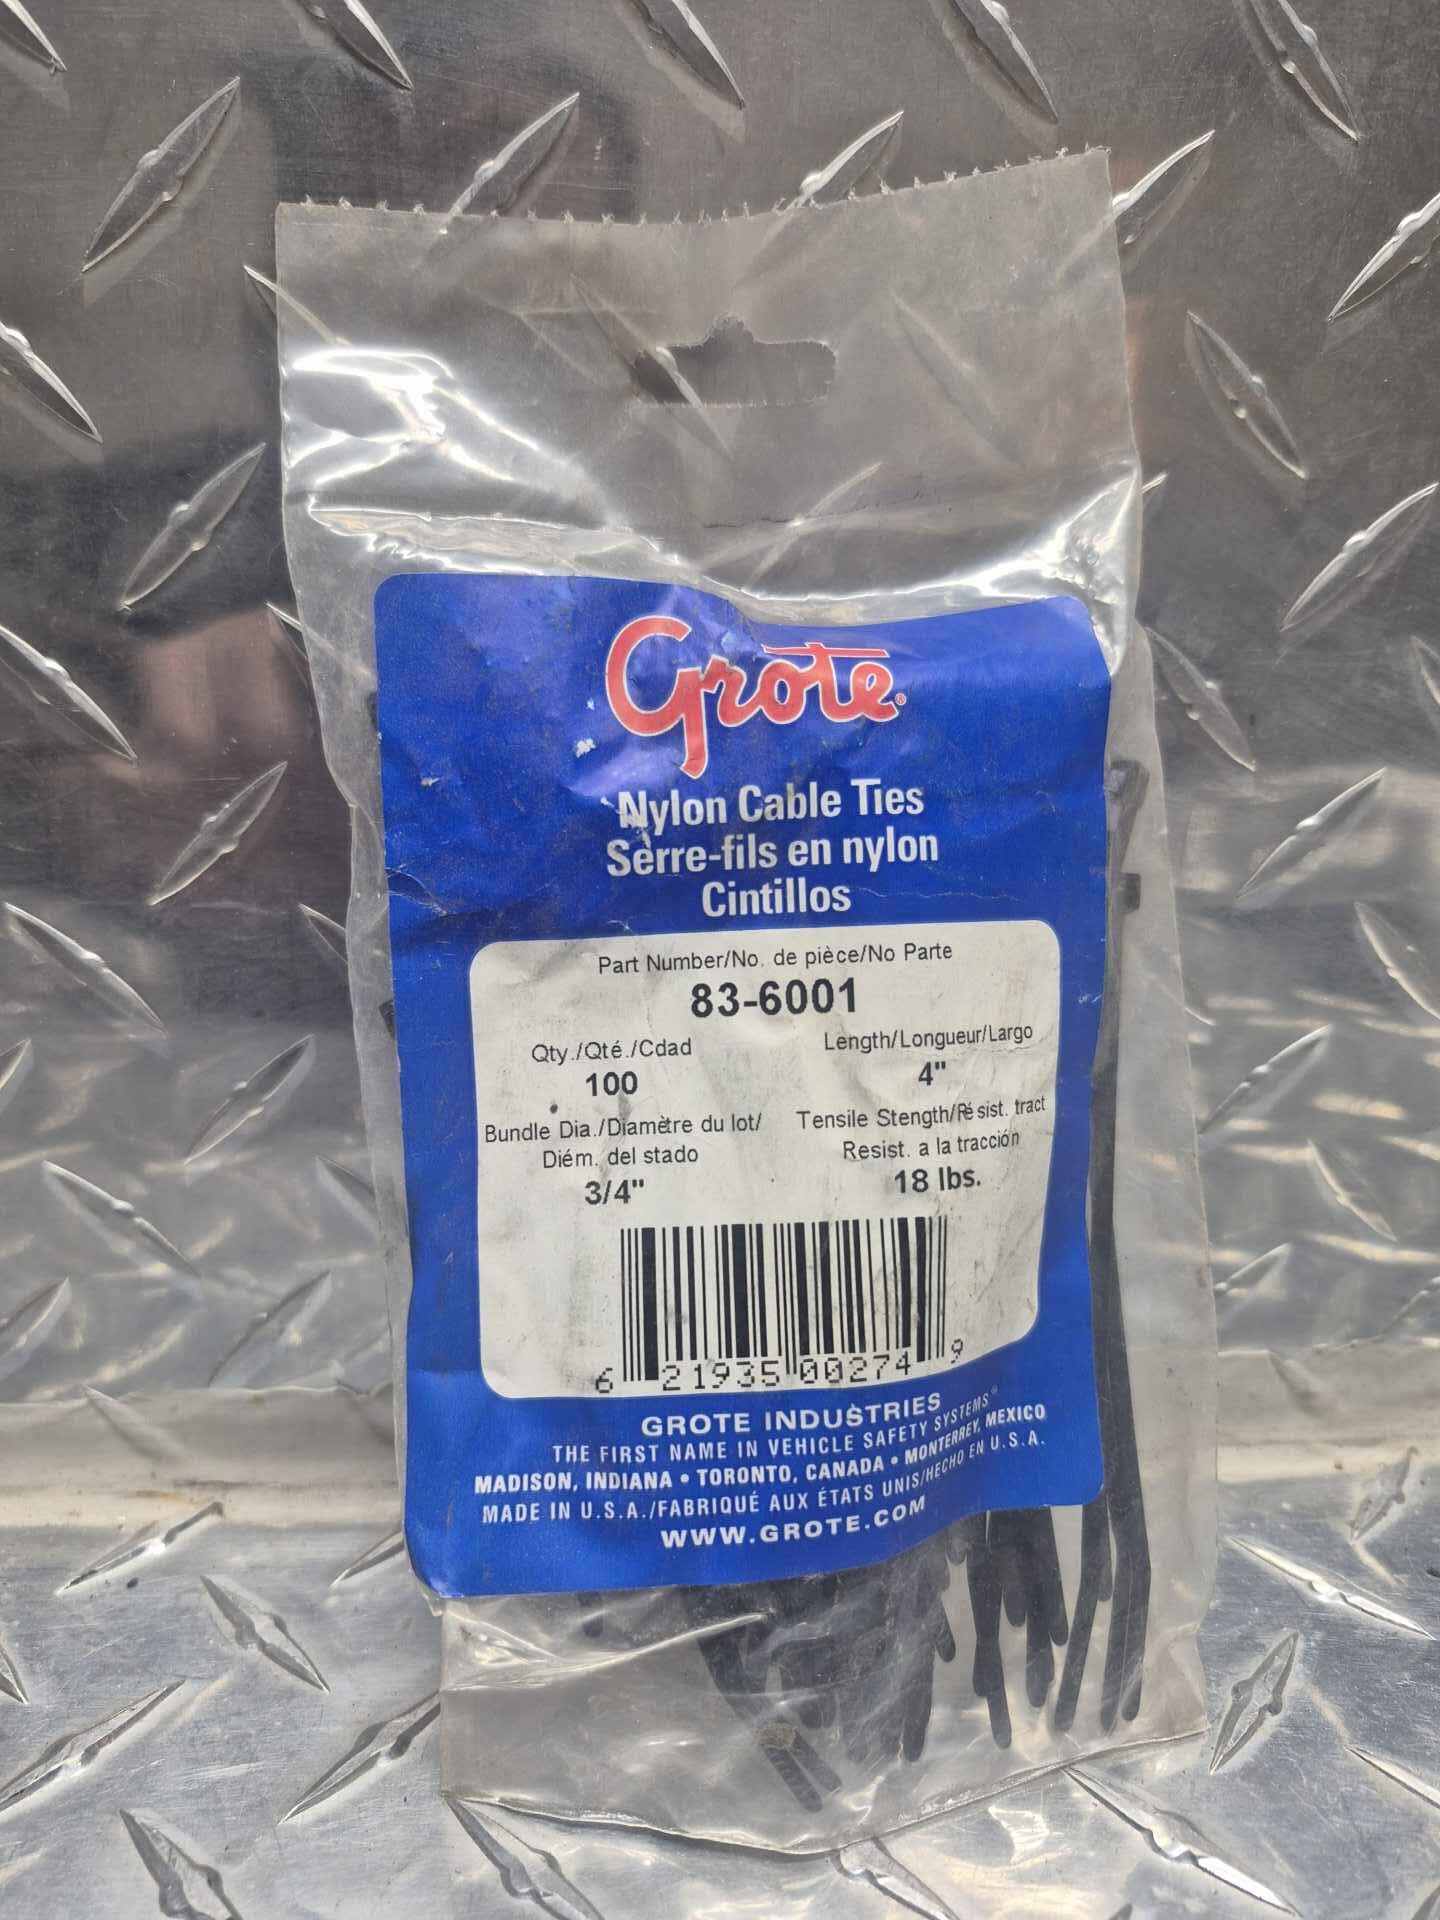 Grote®
Nylon Cable Ties
Serre-fils en nylon
Cintillos
Part Number/No. de pièce/No Parte
83-6001
Qty./Qté./Cdad
100
Length/Longueur/Largo
4"
Bundle Dia./Diamètre du lot/
Diém. del stado
3/4"
Tensile Stength/Résist. tract
Resist. a la tracción
18 lbs.
6 21935 00274 9
GROTE INDUSTRIES
THE FIRST NAME IN VEHICLE SAFETY SYSTEMS®
MADISON, INDIANA • TORONTO, CANADA • MONTERREY, MEXICO
MADE IN U.S.A./FABRIQUÉ AUX ÉTATS UNIS/HECHO EN U.S.A.
WWW.GROTE.COM